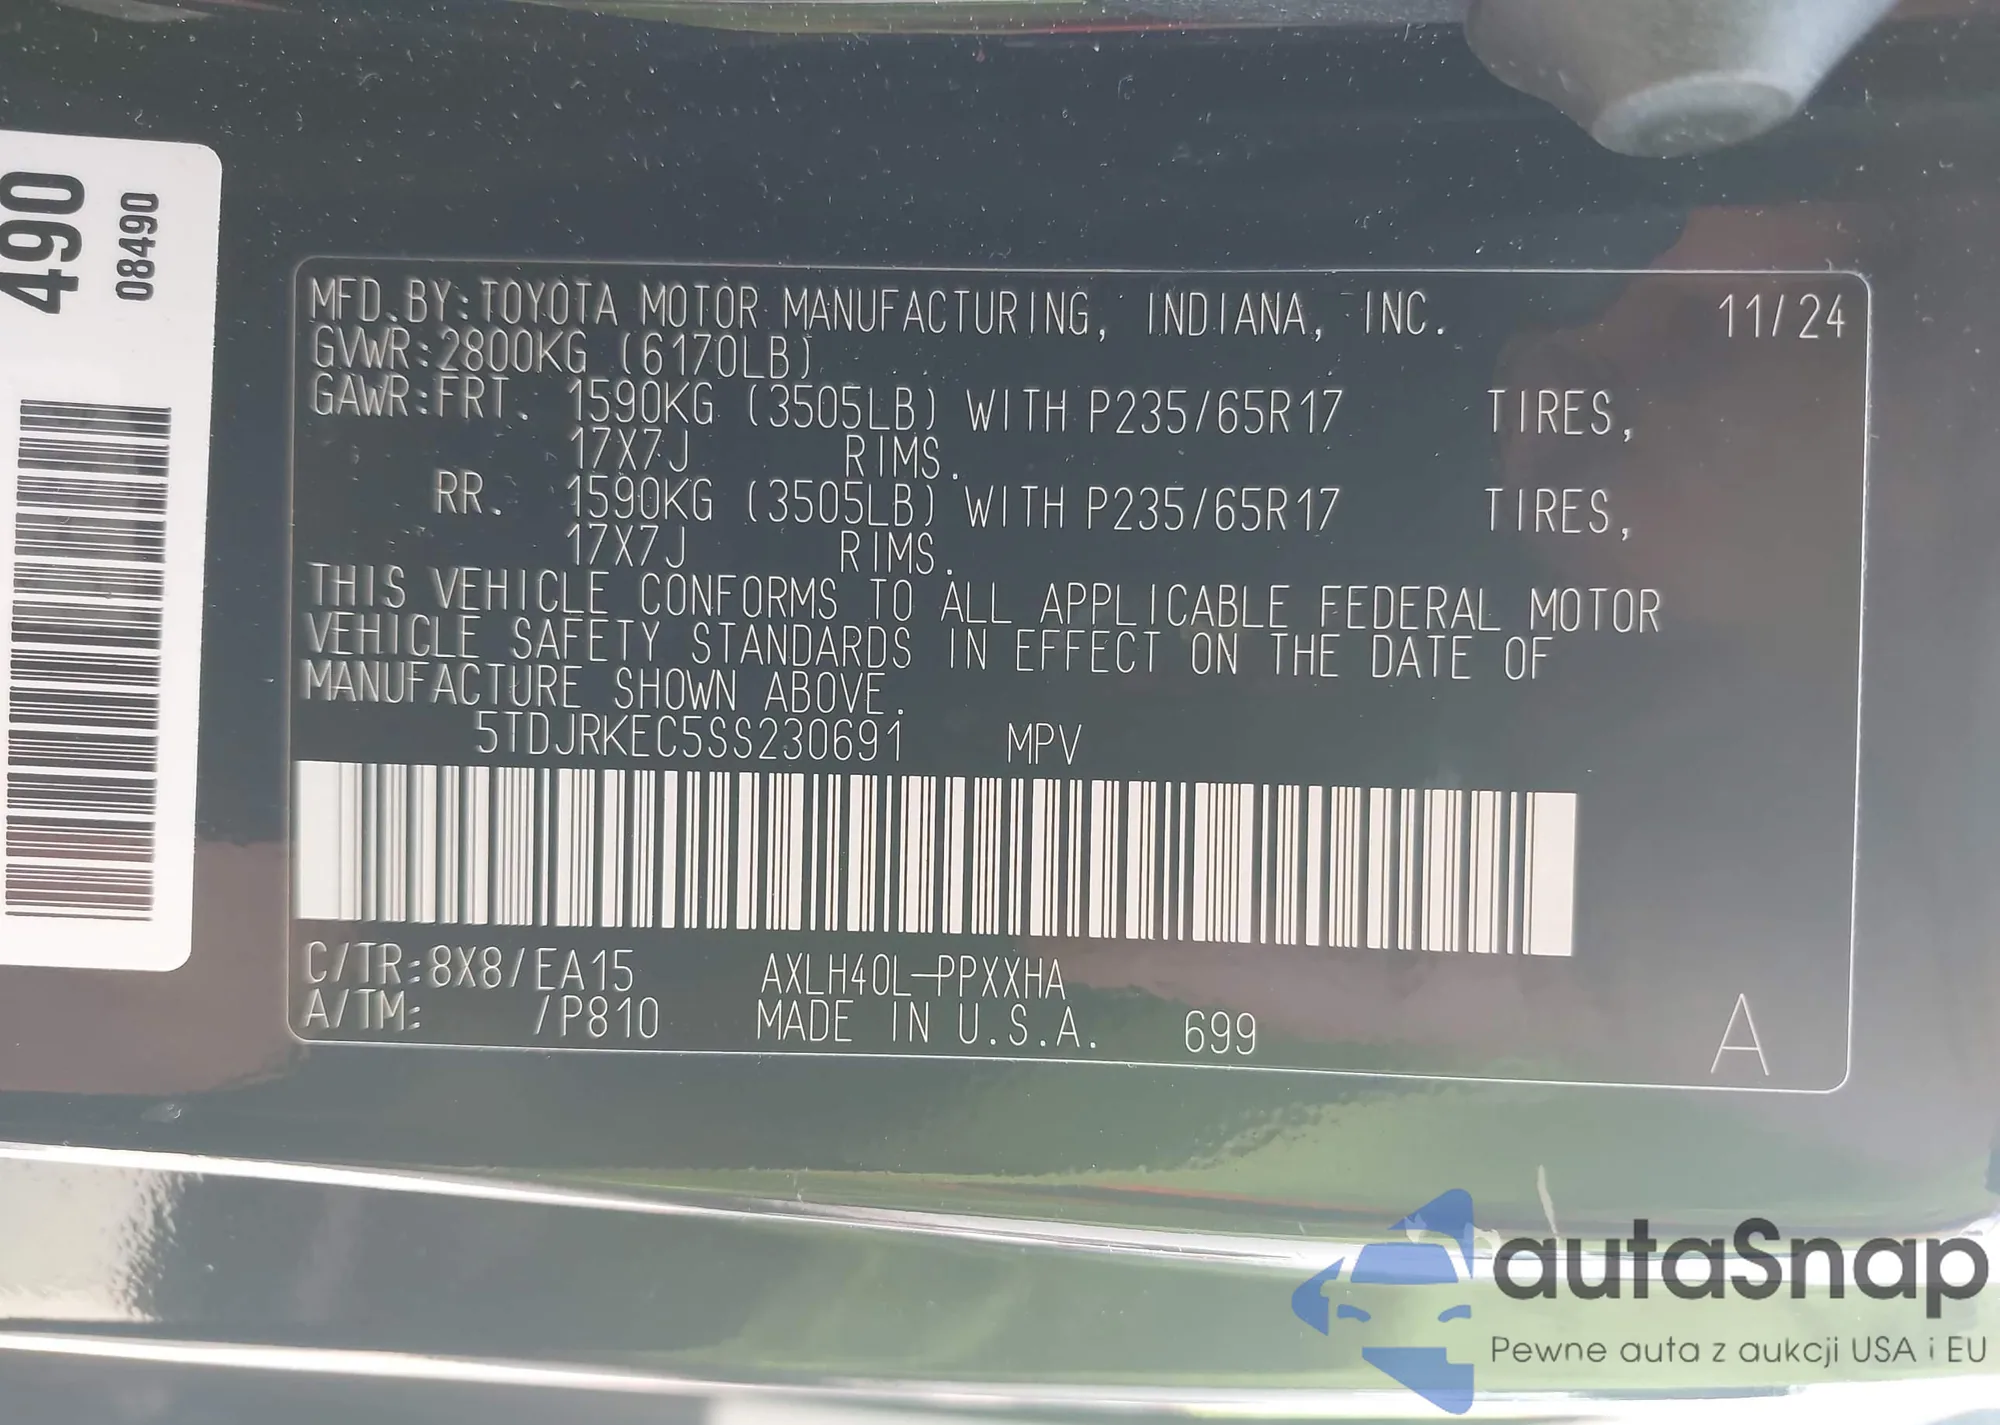 490
08490
MFD.BY:TOYOTA MOTOR MANUFACTURING, INDIANA, INC. 11/24
GVWR:2800KG (6170LB)
GAWR:FRT. 1590KG (3505LB) WITH P235/65R17 TIRES,
17X7J RIMS.
RR. 1590KG (3505LB) WITH P235/65R17 TIRES,
17X7J RIMS.
THIS VEHICLE CONFORMS TO ALL APPLICABLE FEDERAL MOTOR
VEHICLE SAFETY STANDARDS IN EFFECT ON THE DATE OF
MANUFACTURE SHOWN ABOVE.
5TDJRKEC5SS230691 MPV
C/TR:8X8/EA15 AXLH40L-PPXXHA
A/TM: /P810 MADE IN U.S.A. 699 A
autaSnap
Pewne auta z aukcji USA i EU